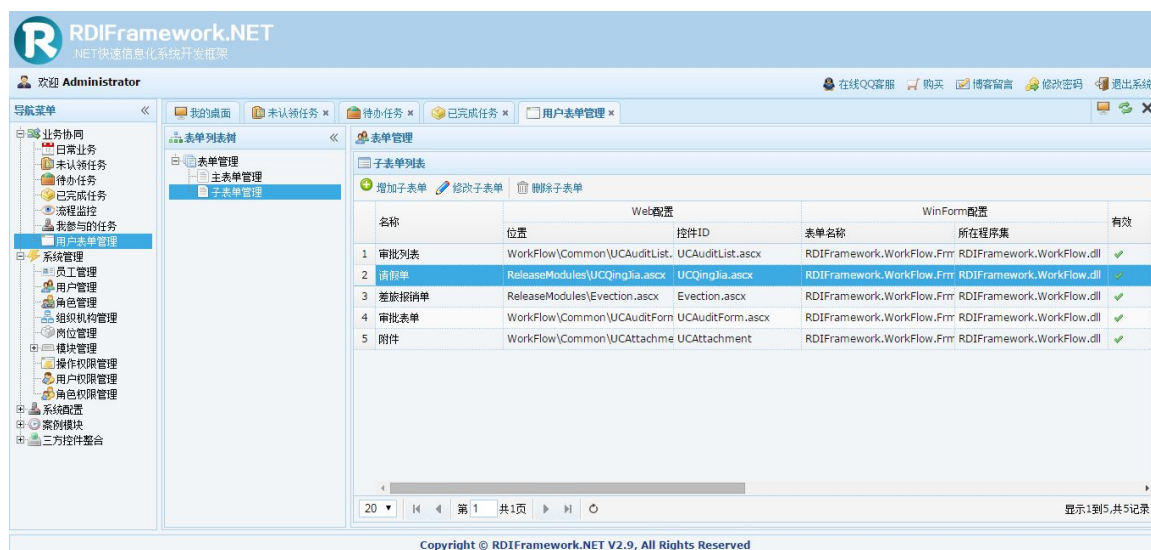 RDIFramework.NET
.NET快速信息化系统开发框架
欢迎 Administrator
在线QQ客服 购买 博客留言 修改密码 退出系统
导航菜单
我的桌面 未认领任务 待办任务 已完成任务 用户表单管理
业务协同
日常业务
未认领任务
待办任务
已完成任务
流程监控
我参与的任务
用户表单管理
系统管理
员工管理
用户管理
角色管理
组织机构管理
岗位管理
模块管理
操作权限管理
用户权限管理
角色权限管理
系统配置
案例模块
三方控件整合
表单列表树
表单管理
主表单管理
子表单管理
表单管理
子表单列表
增加子表单 修改子表单 删除子表单
名称 Web配置 WinForm配置 有效
位置 控件ID 表单名称 所在程序集
1 审批列表 WorkFlow\Common\UCAuditList. UCAuditList.ascx RDIFramework.WorkFlow.Frm RDIFramework.WorkFlow.dll
2 请假单 ReleaseModules\UCQingJia.ascx UCQingJia.ascx RDIFramework.WorkFlow.Frm RDIFramework.WorkFlow.dll
3 差旅报销单 ReleaseModules\Evection.ascx Evection.ascx RDIFramework.WorkFlow.Frm RDIFramework.WorkFlow.dll
4 审批表单 WorkFlow\Common\UCAuditForn UCAuditForm.ascx RDIFramework.WorkFlow.Frm RDIFramework.WorkFlow.dll
5 附件 WorkFlow\Common\UCAttachme UCAttachment RDIFramework.WorkFlow.Frm RDIFramework.WorkFlow.dll
20 第 1 共1页 显示1到5,共5记录
Copyright © RDIFramework.NET V2.9, All Rights Reserved